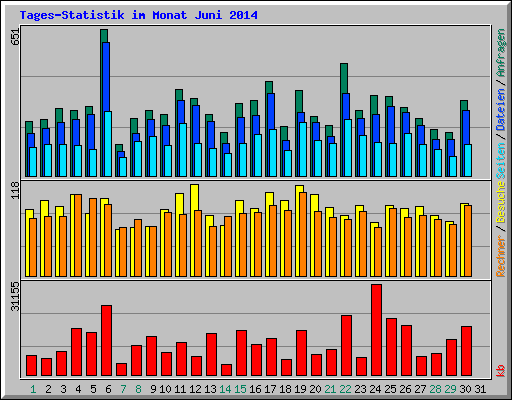 Tages-Statistik im Monat Juni 2014
651
118
31155
Rechner / Besuche Seiten / Dateien / Anfragen
kb
1 2 3 4 5 6 7 8 9 10 11 12 13 14 15 16 17 18 19 20 21 22 23 24 25 26 27 28 29 30 31